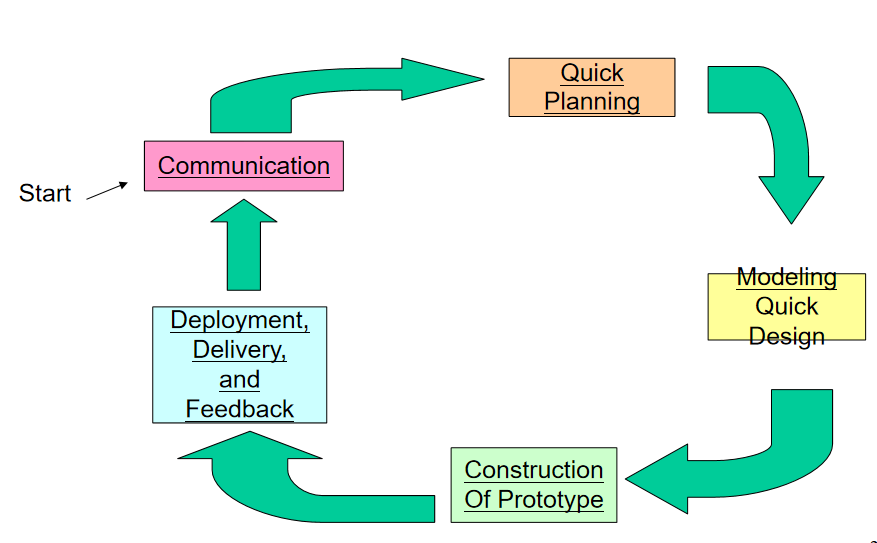 Quick
Planning
Communication
Start
Modeling
Quick
Design
Deployment,
Delivery,
and
Feedback
Construction
Of Prototype